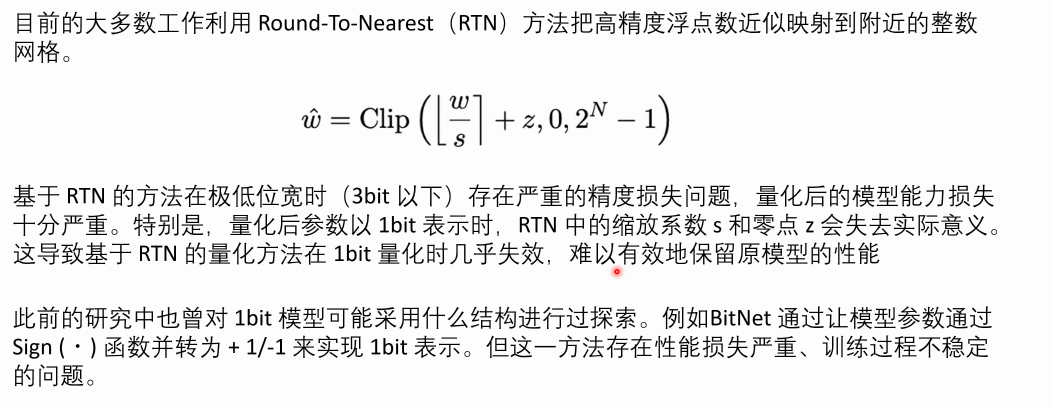 目前的大多数工作利用 Round-To-Nearest（RTN）方法把高精度浮点数近似映射到附近的整数
网格。
ŵ = Clip (⌊w/s⌉ + z, 0, 2^N − 1)
基于 RTN 的方法在极低位宽时（3bit 以下）存在严重的精度损失问题，量化后的模型能力损失
十分严重。特别是，量化后参数以 1bit 表示时，RTN 中的缩放系数 s 和零点 z 会失去实际意义。
这导致基于 RTN 的量化方法在 1bit 量化时几乎失效，难以有效地保留原模型的性能
此前的研究中也曾对 1bit 模型可能采用什么结构进行过探索。例如BitNet 通过让模型参数通过
Sign (・) 函数并转为 + 1/-1 来实现 1bit 表示。但这一方法存在性能损失严重、训练过程不稳定
的问题。